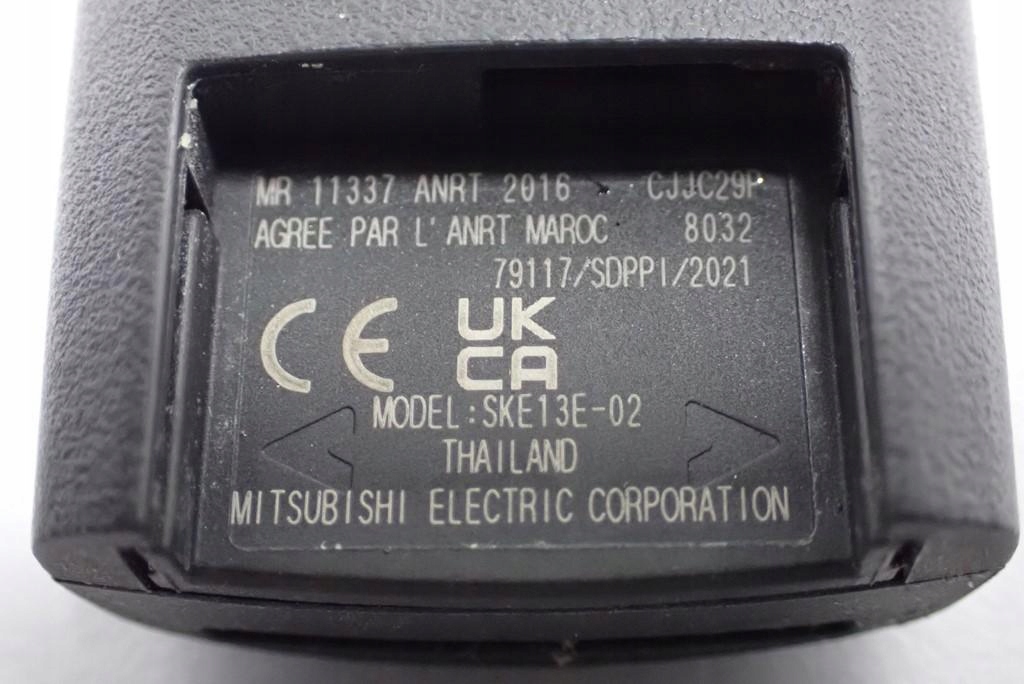 MR 11337 ANRT 2016 CJJC29P
AGREE PAR L'ANRT MAROC 8032
79117/SDPPI/2021
CE UK
CA
MODEL:SKE13E-02
THAILAND
MITSUBISHI ELECTRIC CORPORATION